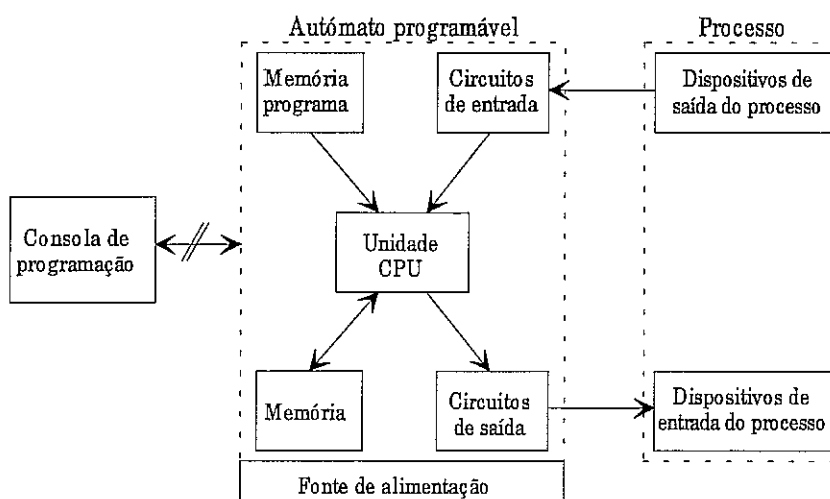 Autómato programável
Processo
Memória
programa
Circuitos
de entrada
Dispositivos de
saída do processo
Consola de
programação
Unidade
CPU
Memória
Circuitos
de saída
Dispositivos de
entrada do processo
Fonte de alimentação